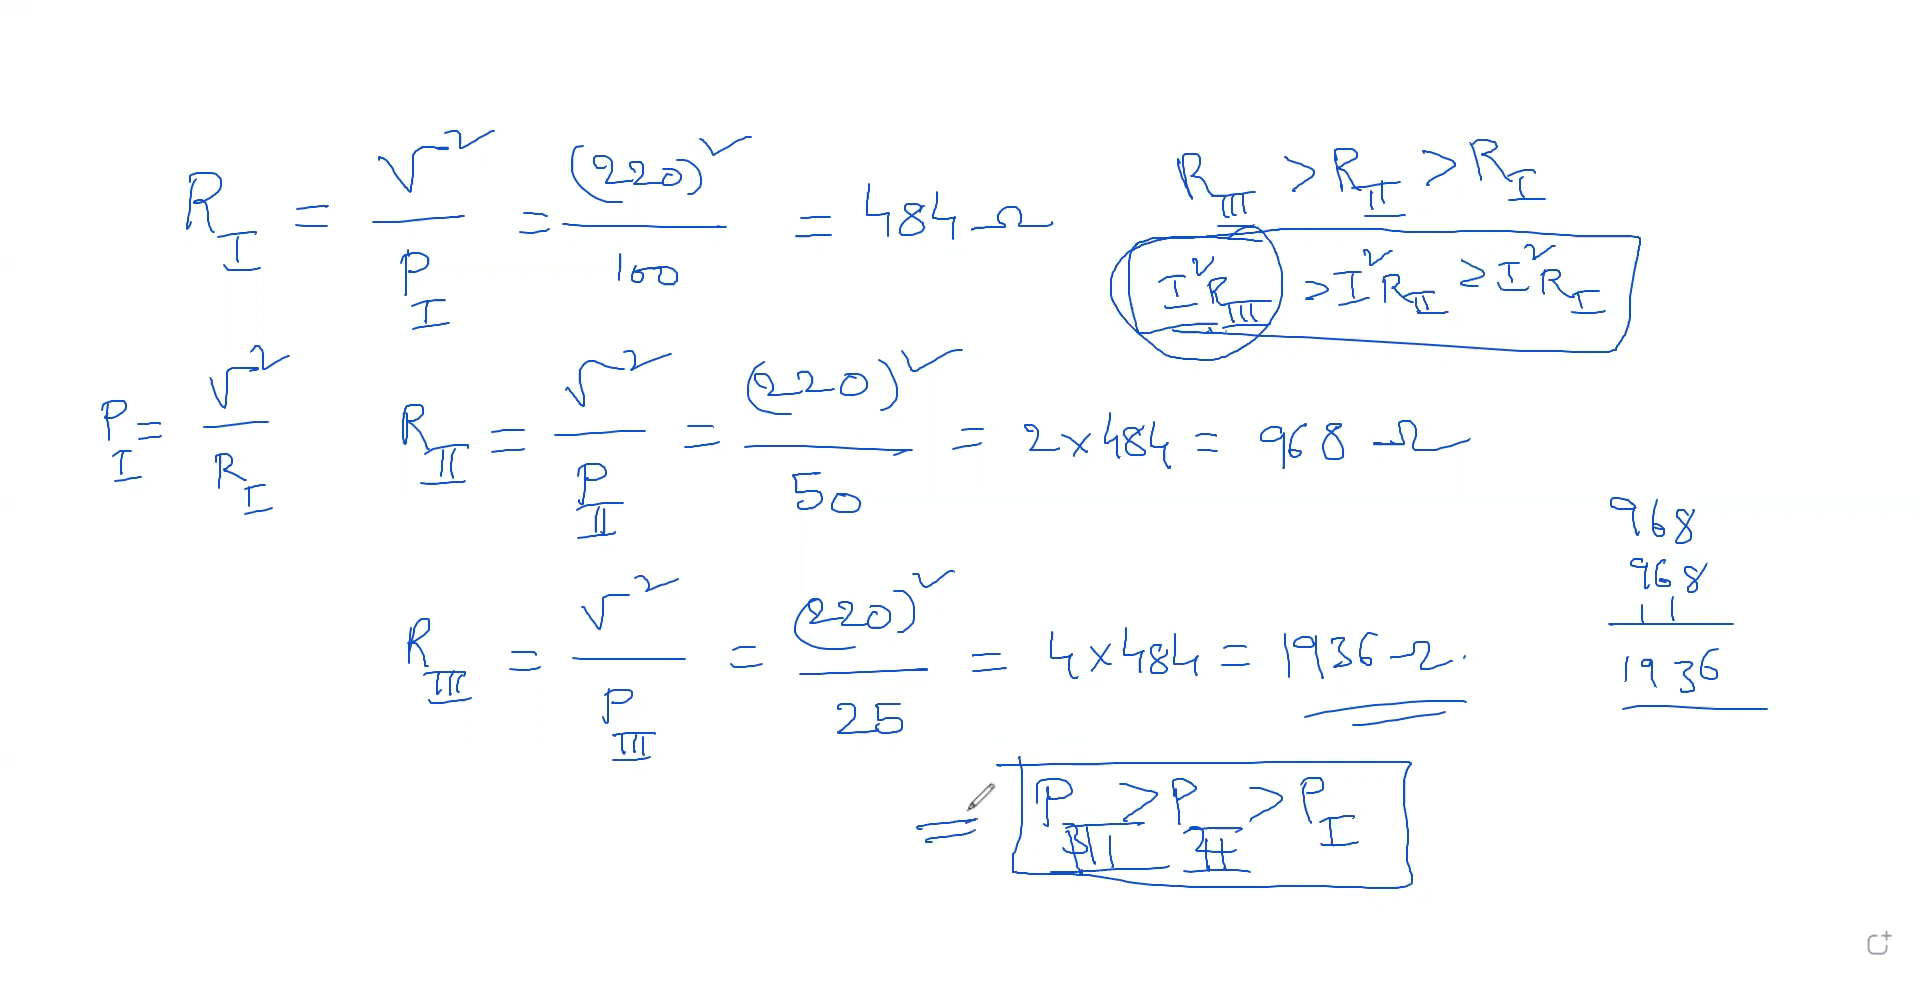 R_I = V²/P_I = (220)²/100 = 484 Ω
R_III > R_II > R_I
I²R_III > I²R_II ≥ I²R_I
P_I = V²/R_I
R_II = V²/P_II = (220)²/50 = 2×484 = 968 Ω
968
968
11
1936
R_III = V²/P_III = (220)²/25 = 4×484 = 1936 Ω.
= P_III > P_II > P_I